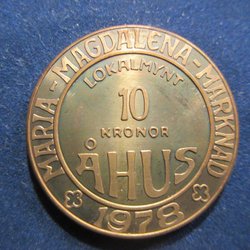 MARIA-MAGDALENA-MARKNAD
LOKALMYNT
10
KRONOR
ÅHUS
1978